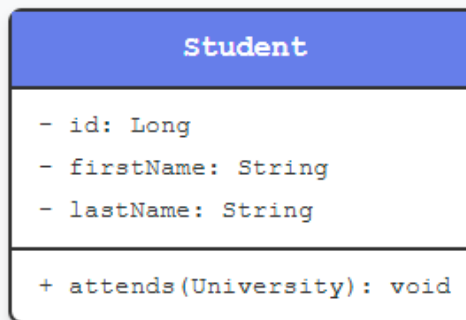 Student
- id: Long
- firstName: String
- lastName: String
+ attends(University): void